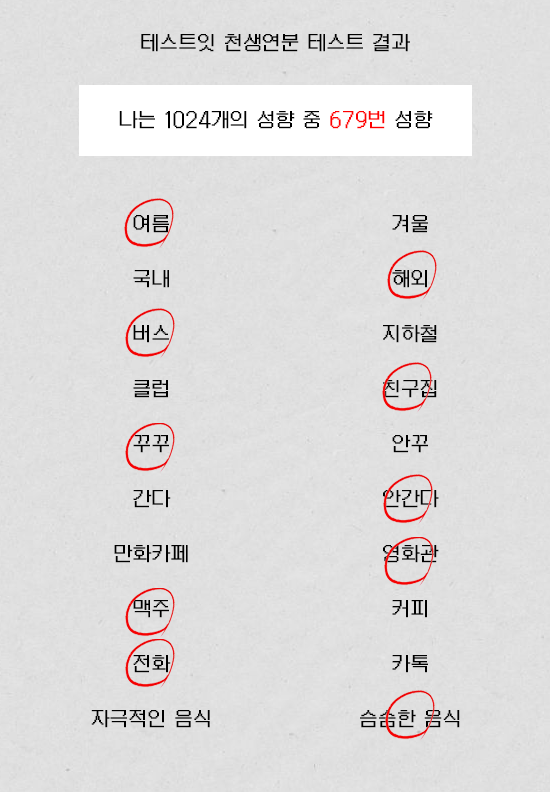 테스트잇 천생연분 테스트 결과
나는 1024개의 성향 중 679번 성향
여름 겨울
국내 해외
버스 지하철
클럽 친구집
꾸꾸 안꾸
간다 안간다
만화카페 영화관
맥주 커피
전화 카톡
자극적인 음식 슴슴한 음식